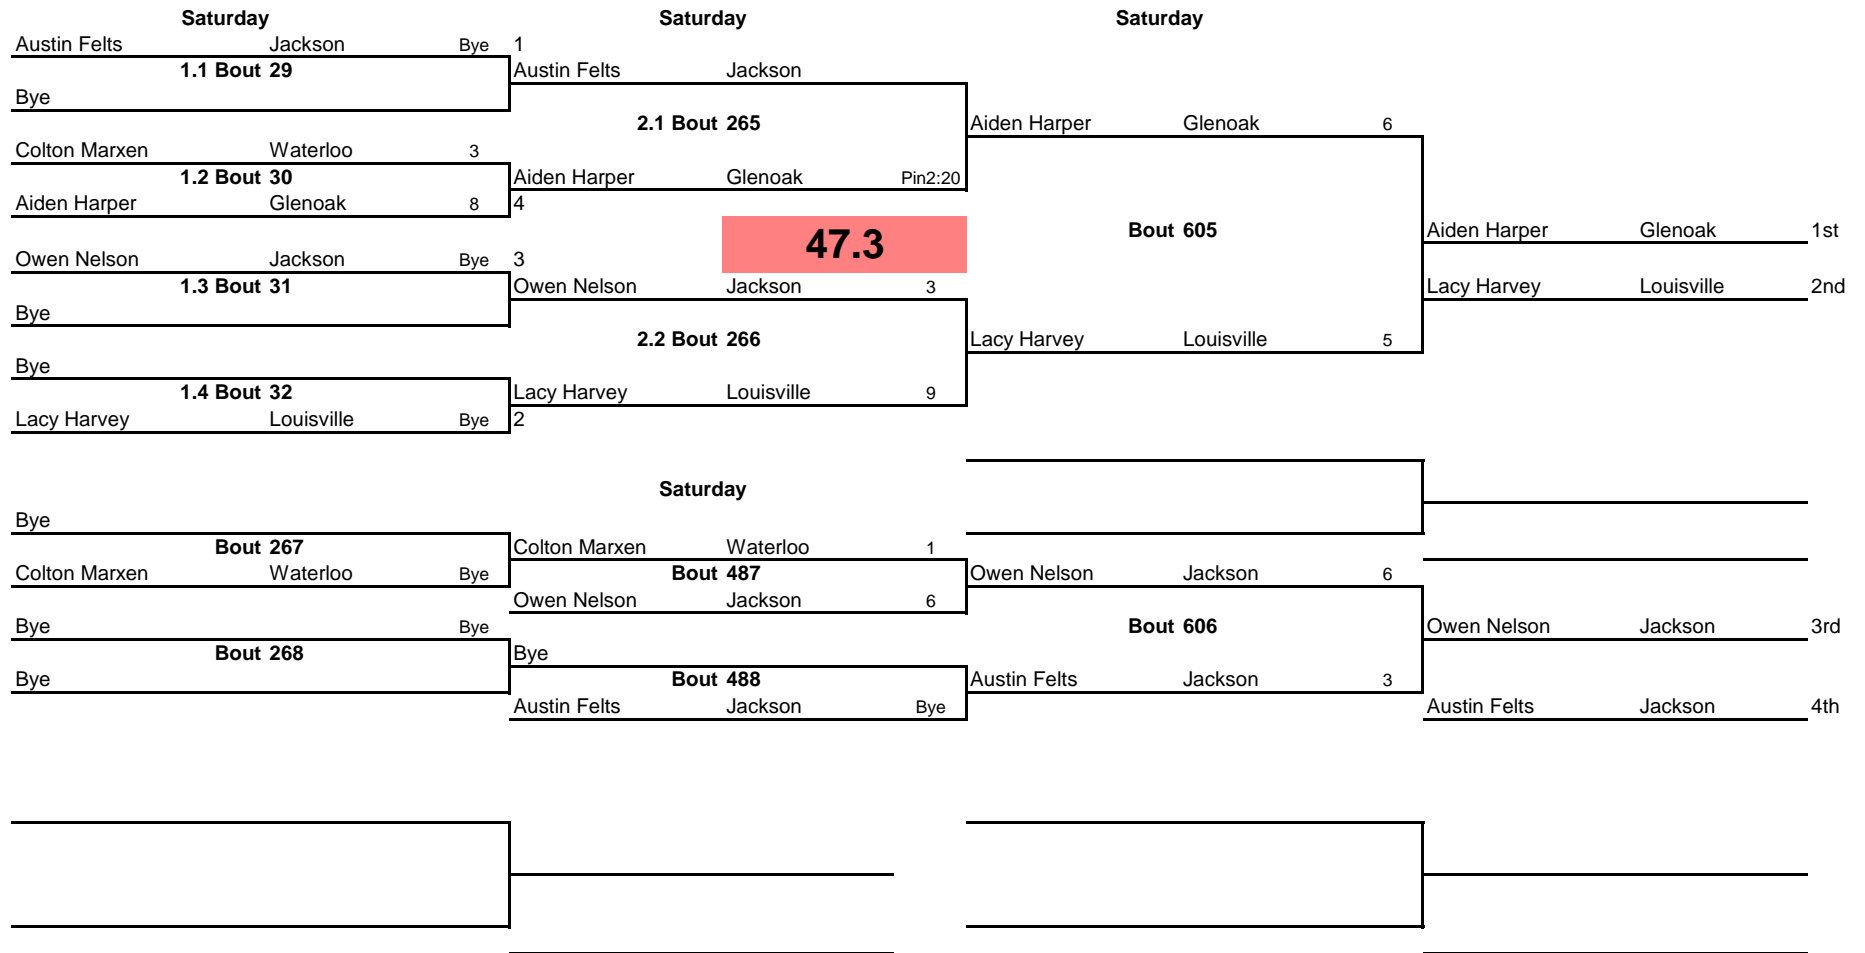 Saturday Saturday Saturday
Austin Felts Jackson Bye 1
1.1 Bout 29 Austin Felts Jackson
Bye
2.1 Bout 265 Aiden Harper Glenoak 6
Colton Marxen Waterloo 3
1.2 Bout 30 Aiden Harper Glenoak Pin2:20
Aiden Harper Glenoak 8 4
47.3 Bout 605 Aiden Harper Glenoak 1st
Owen Nelson Jackson Bye 3
1.3 Bout 31 Owen Nelson Jackson 3 Lacy Harvey Louisville 2nd
Bye
2.2 Bout 266 Lacy Harvey Louisville 5
Bye
1.4 Bout 32 Lacy Harvey Louisville 9
Lacy Harvey Louisville Bye 2
Saturday
Bye
Bout 267 Colton Marxen Waterloo 1
Colton Marxen Waterloo Bye Bout 487 Owen Nelson Jackson 6
Owen Nelson Jackson 6
Bye Bye Bout 606 Owen Nelson Jackson 3rd
Bout 268 Bye
Bye Bout 488 Austin Felts Jackson 3
Austin Felts Jackson Bye Austin Felts Jackson 4th